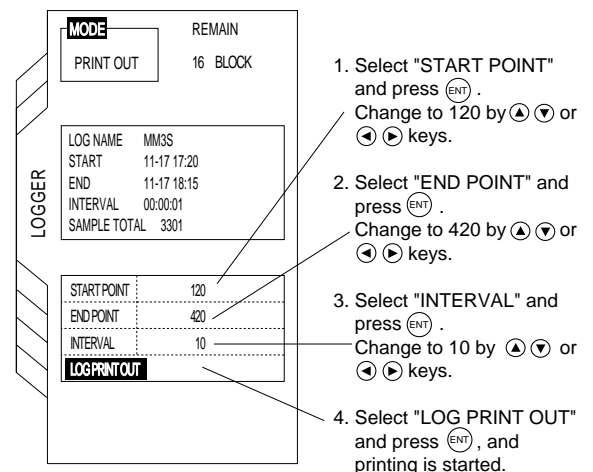 MODE
REMAIN
PRINT OUT
16 BLOCK
LOGGER
LOG NAME MM3S
START 11-17 17:20
END 11-17 18:15
INTERVAL 00:00:01
SAMPLE TOTAL 3301
START POINT 120
END POINT 420
INTERVAL 10
LOG PRINT OUT
1. Select "START POINT"
and press ENT .
Change to 120 by ▲ ▼ or
◀ ▶ keys.
2. Select "END POINT" and
press ENT .
Change to 420 by ▲ ▼ or
◀ ▶ keys.
3. Select "INTERVAL" and
press ENT .
Change to 10 by ▲ ▼ or
◀ ▶ keys.
4. Select "LOG PRINT OUT"
and press ENT , and
printing is started.